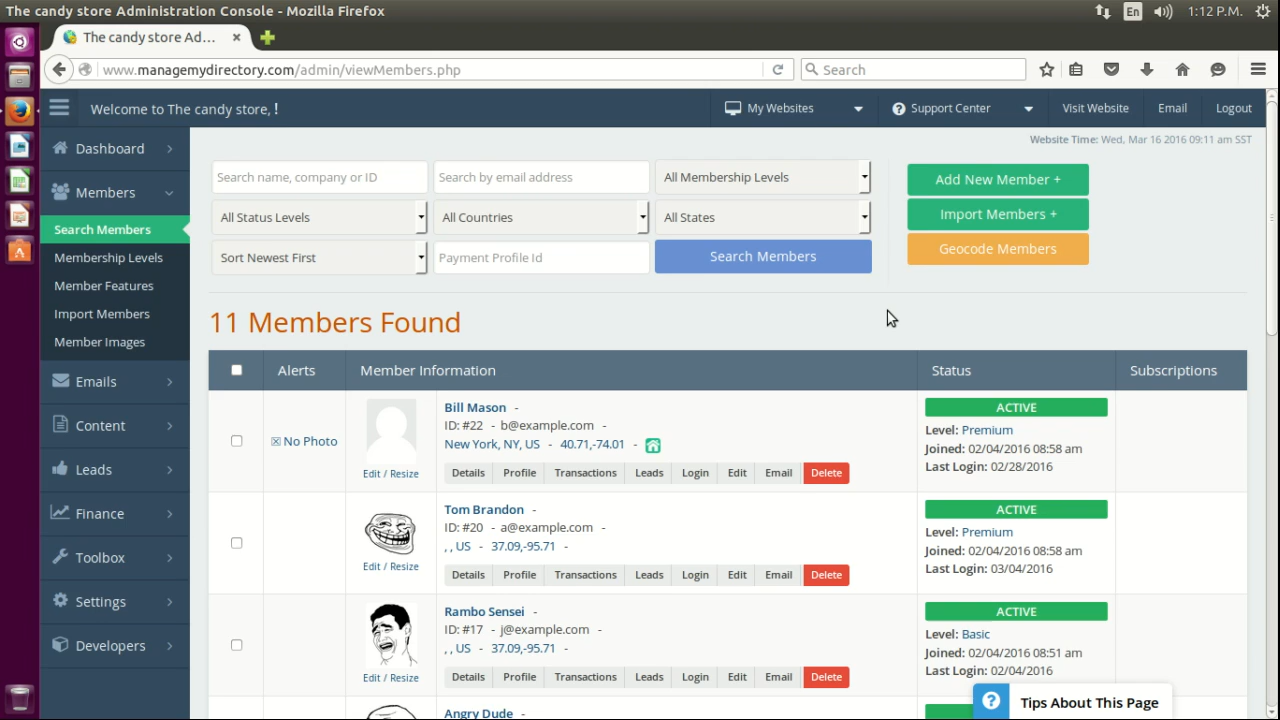 The candy store Administration Console - Mozilla Firefox
En
1:12 P.M.
The candy store Ad... ×
www.managemydirectory.com/admin/viewMembers.php
Search
Welcome to The candy store, !
My Websites
Support Center
Visit Website
Email
Logout
Website Time: Wed, Mar 16 2016 09:11 am SST
Dashboard
Members
Search Members
Membership Levels
Member Features
Import Members
Member Images
Emails
Content
Leads
Finance
Toolbox
Settings
Developers
Search name, company or ID
Search by email address
All Membership Levels
Add New Member +
All Status Levels
All Countries
All States
Import Members +
Sort Newest First
Payment Profile Id
Search Members
Geocode Members
11 Members Found
Alerts
Member Information
Status
Subscriptions
No Photo
Edit / Resize
Bill Mason -
ID: #22 - b@example.com -
New York, NY, US - 40.71,-74.01 -
Details Profile Transactions Leads Login Edit Email Delete
ACTIVE
Level: Premium
Joined: 02/04/2016 08:58 am
Last Login: 02/28/2016
Edit / Resize
Tom Brandon -
ID: #20 - a@example.com -
, , US - 37.09,-95.71 -
Details Profile Transactions Leads Login Edit Email Delete
ACTIVE
Level: Premium
Joined: 02/04/2016 08:58 am
Last Login: 03/04/2016
Edit / Resize
Rambo Sensei -
ID: #17 - j@example.com -
, , US - 37.09,-95.71 -
Details Profile Transactions Leads Login Edit Email Delete
ACTIVE
Level: Basic
Joined: 02/04/2016 08:51 am
Last Login: 02/04/2016
Angry Dude -
? Tips About This Page